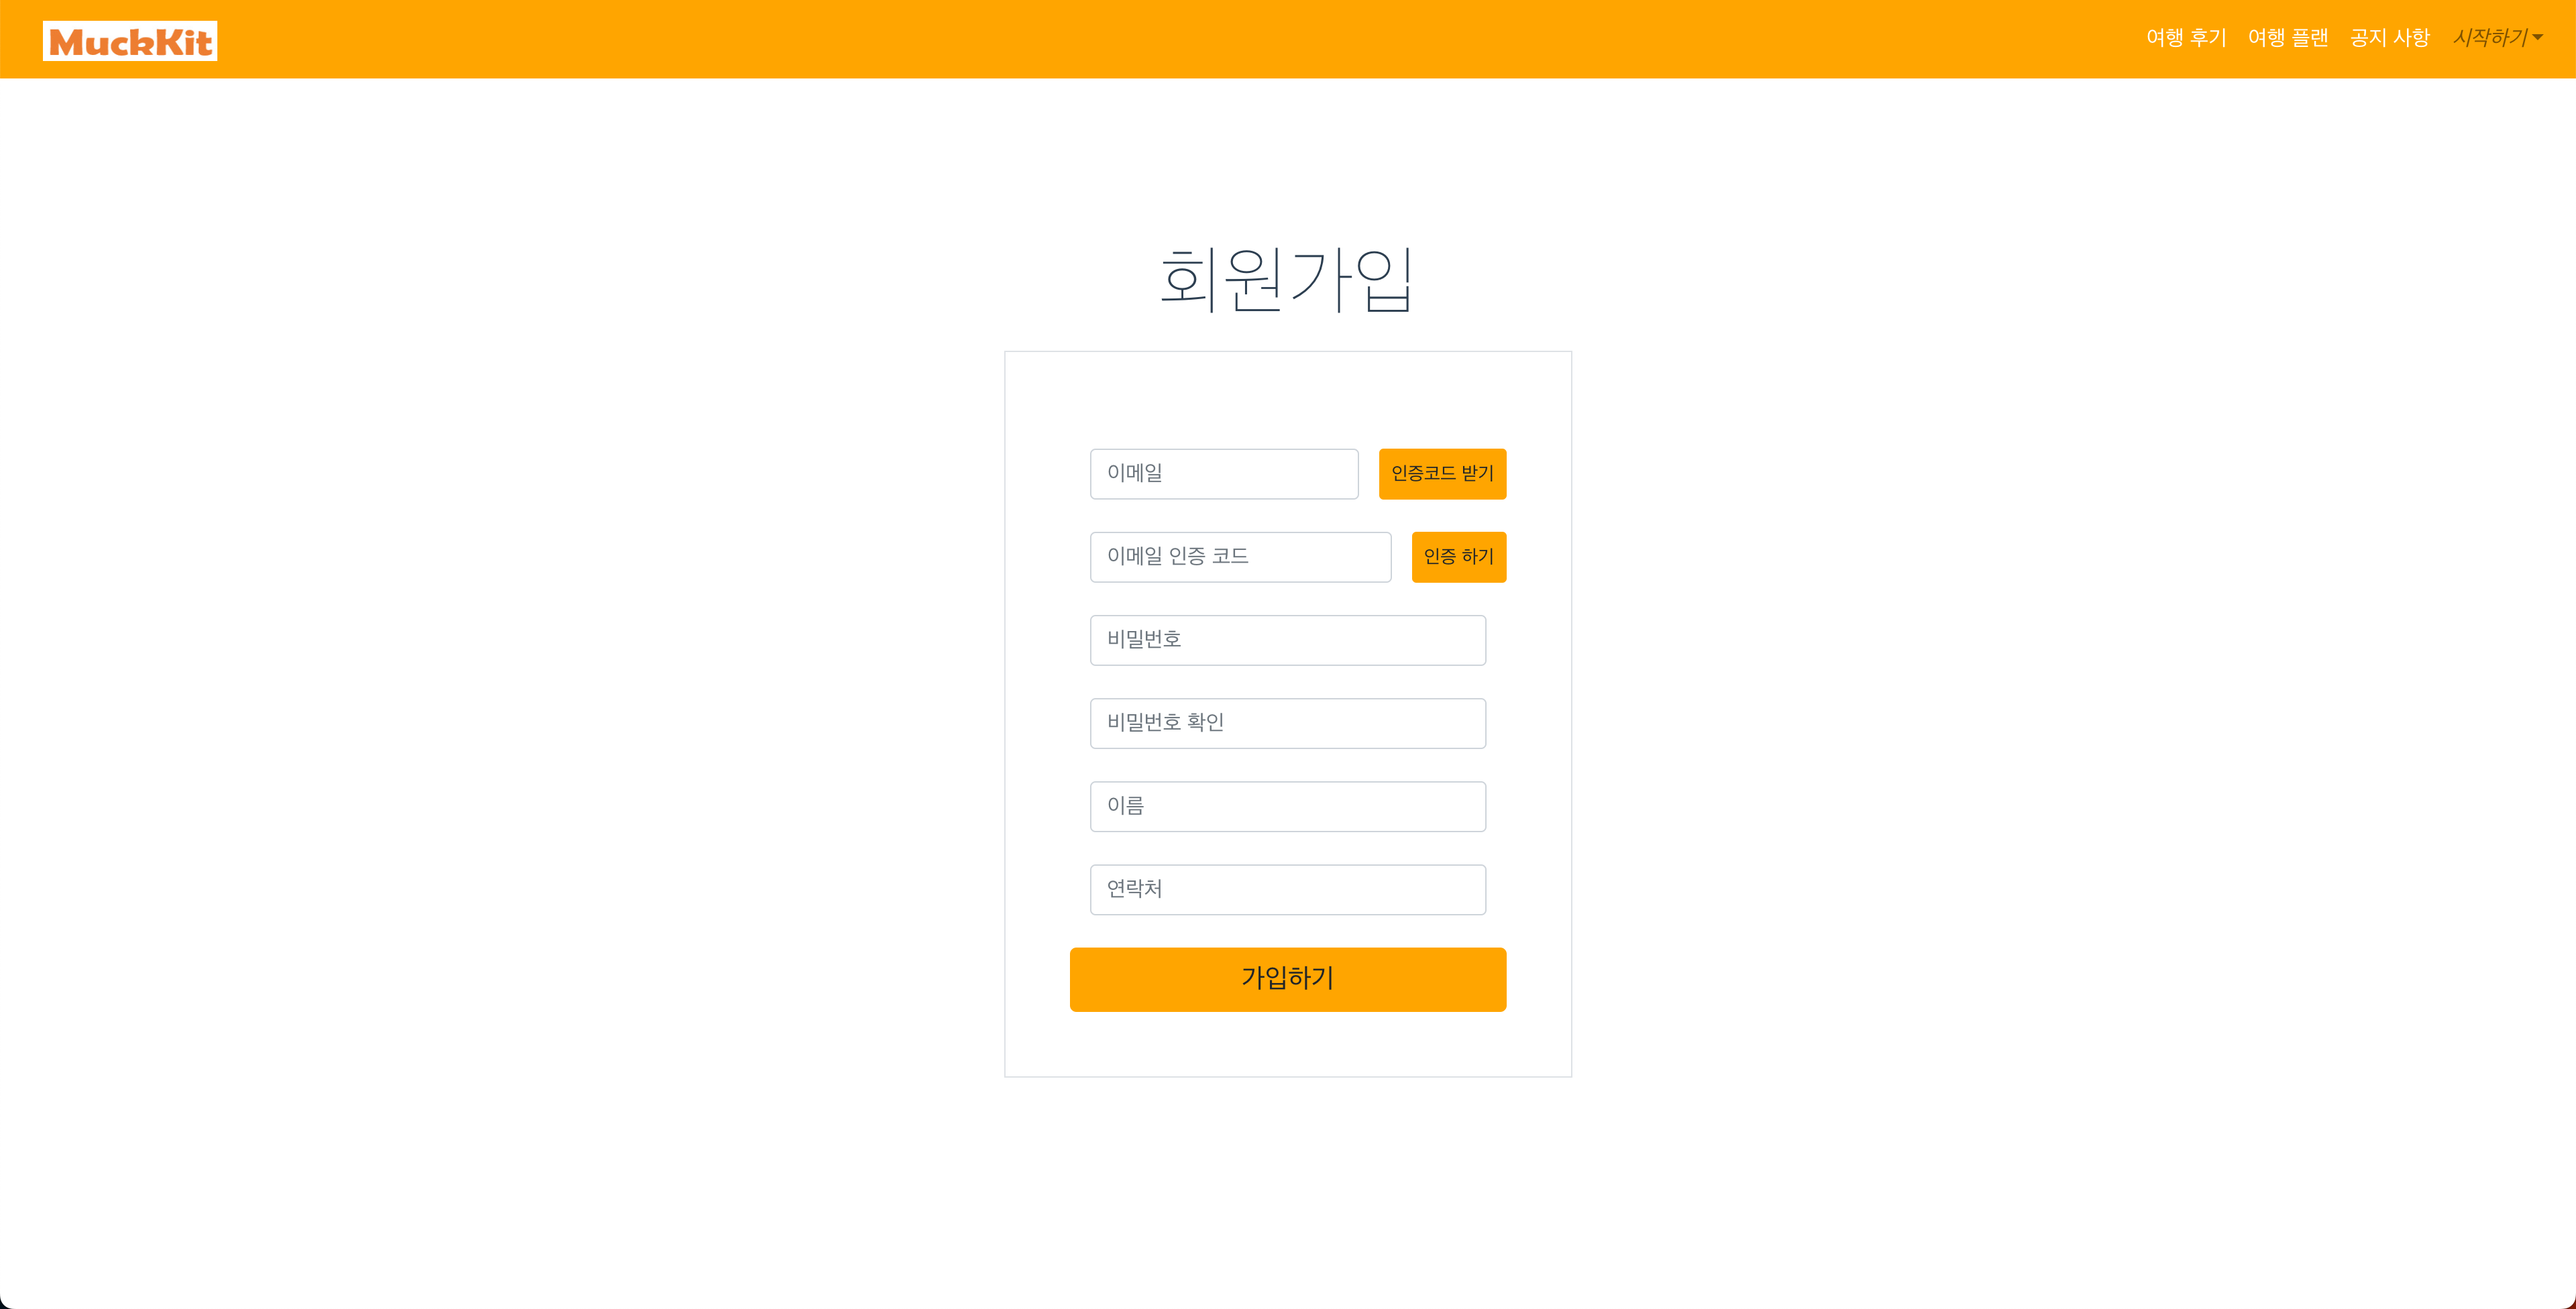 MuckKit
여행 후기 여행 플랜 공지 사항 시작하기
회원가입
이메일 인증코드 받기
이메일 인증 코드 인증 하기
비밀번호
비밀번호 확인
이름
연락처
가입하기